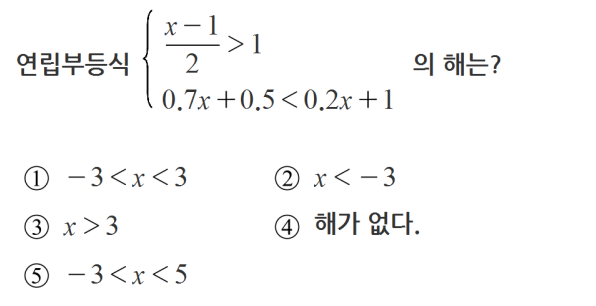 연립부등식 { (x-1)/2 > 1 의 해는?
0.7x+0.5<0.2x+1
① -3<x<3 ② x<-3
③ x>3 ④ 해가 없다.
⑤ -3<x<5